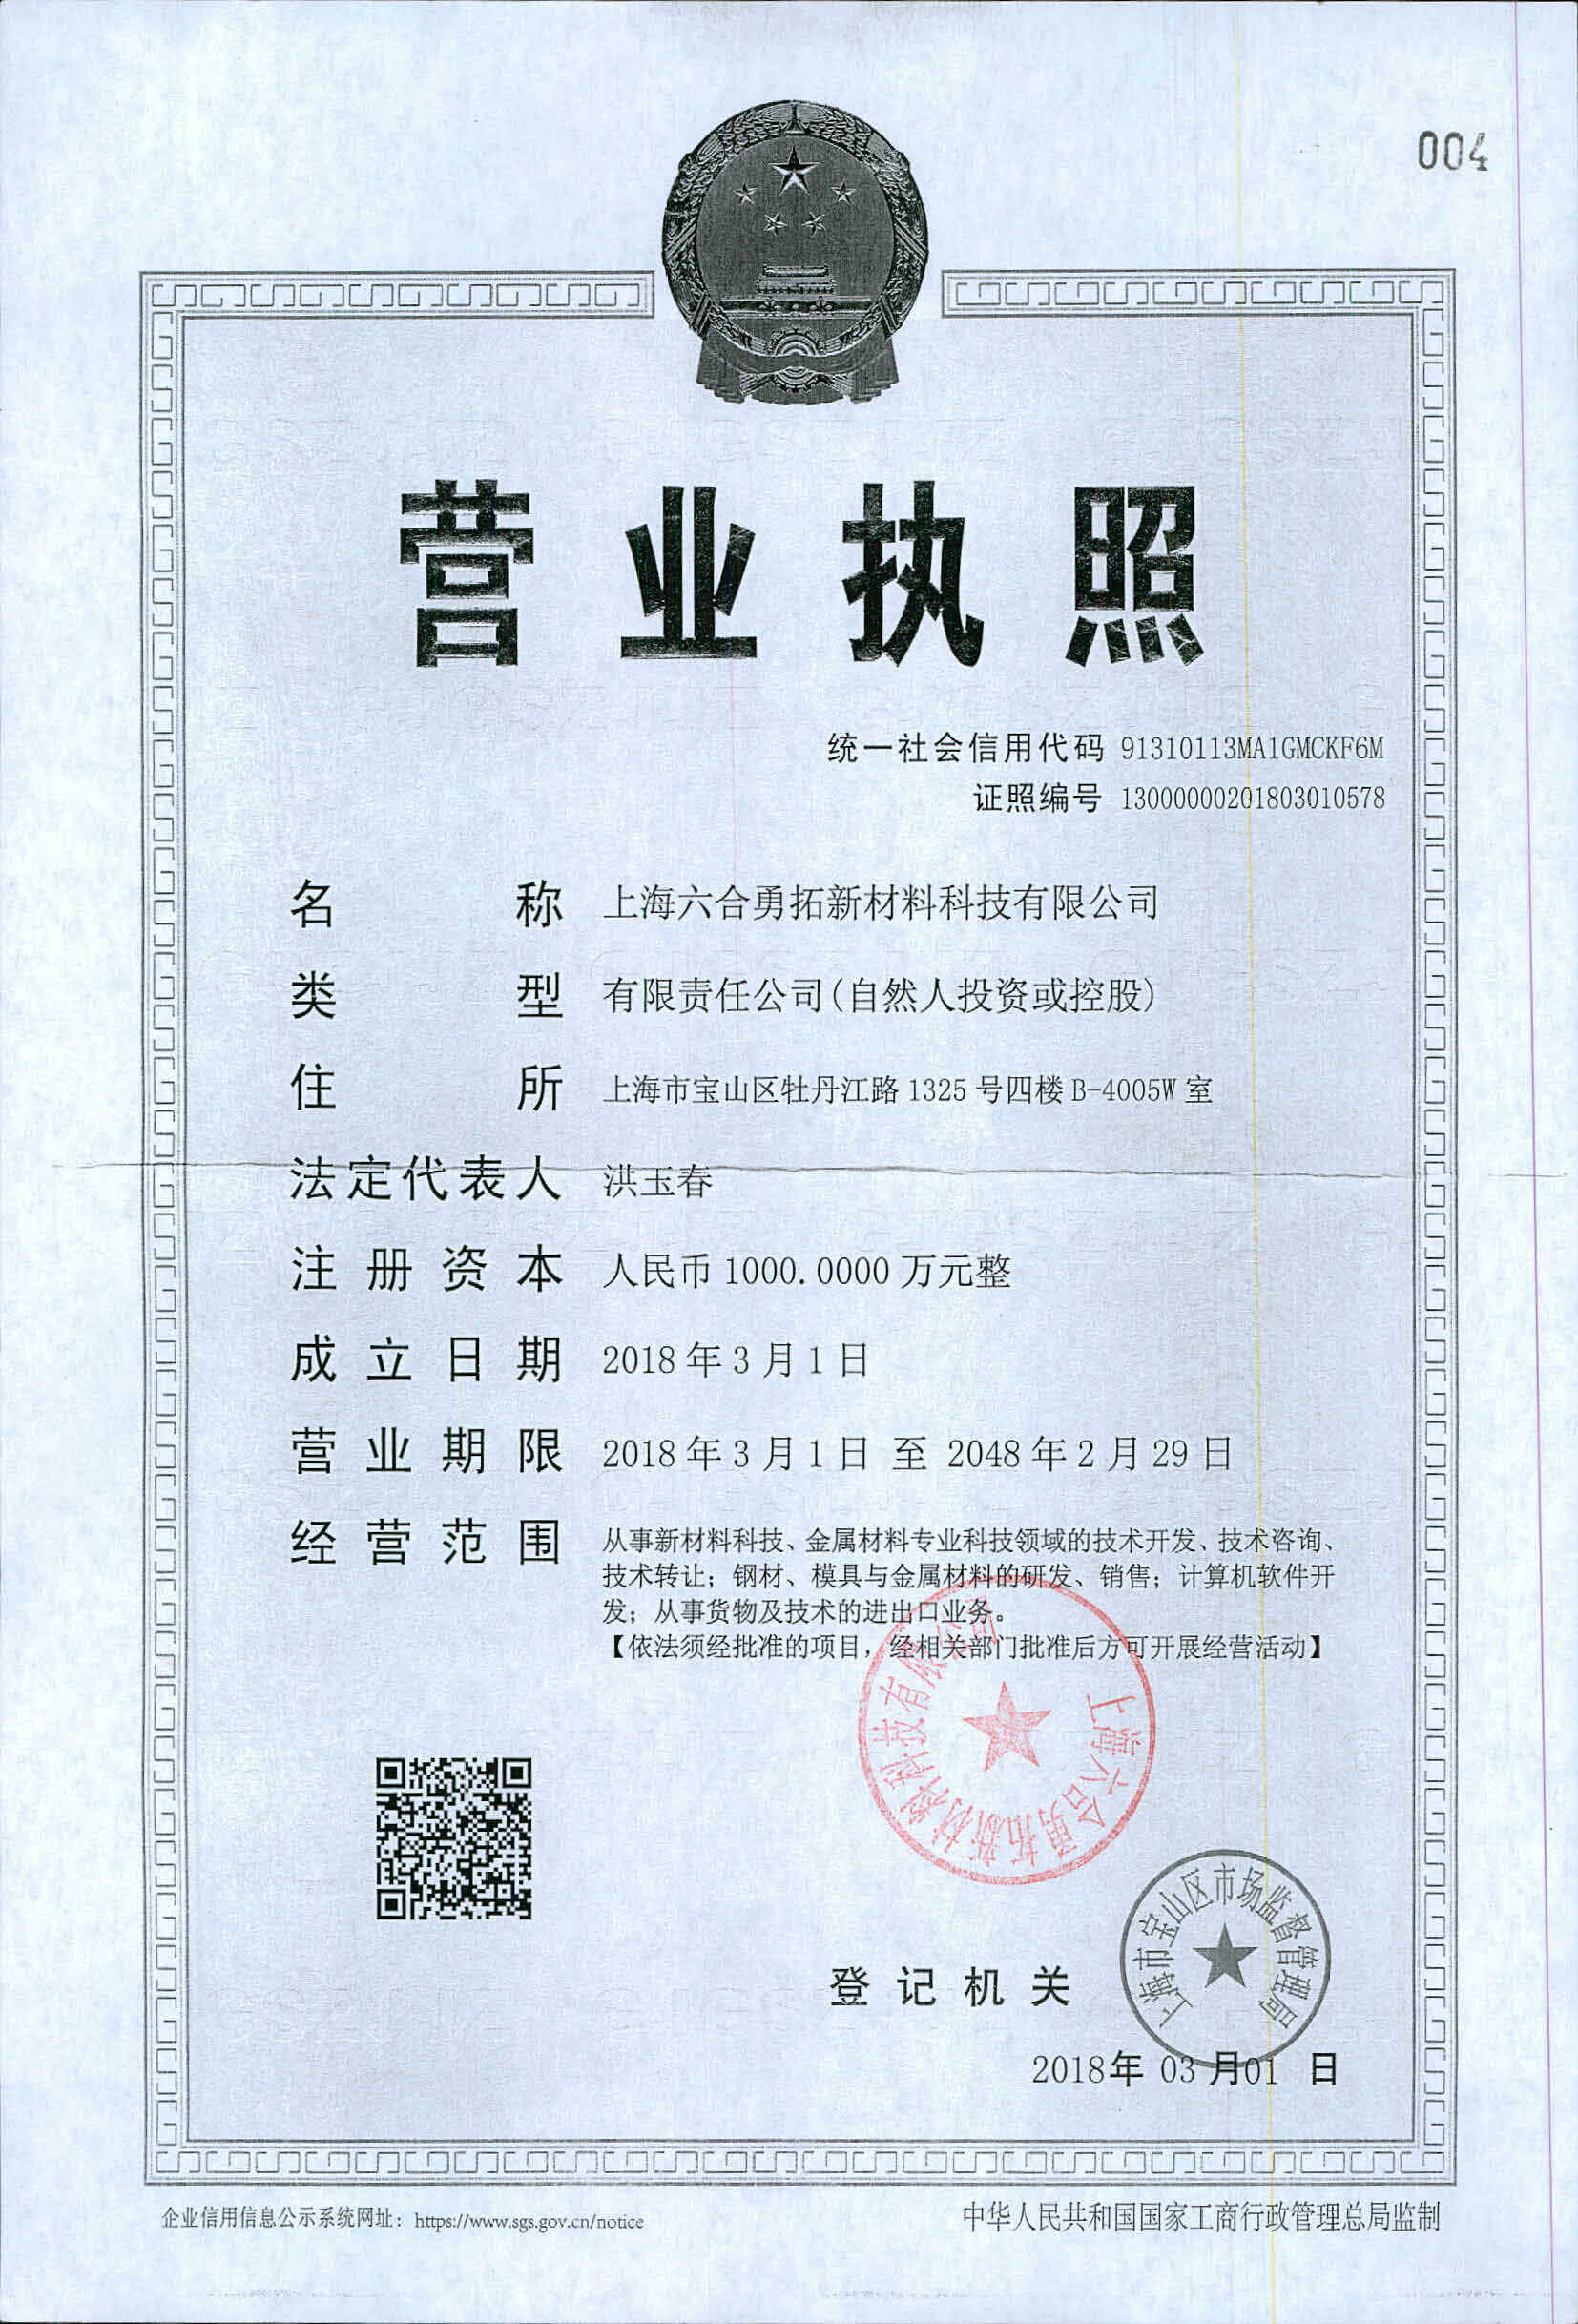 004
营业执照
统一社会信用代码 91310113MA1GMCKF6M
证照编号 13000000201803010578
名称 上海六合勇拓新材料科技有限公司
类型 有限责任公司(自然人投资或控股)
住所 上海市宝山区牡丹江路 1325 号四楼 B-4005W 室
法定代表人 洪玉春
注册资本 人民币 1000.0000 万元整
成立日期 2018 年 3 月 1 日
营业期限 2018 年 3 月 1 日 至 2048 年 2 月 29 日
经营范围 从事新材料科技、金属材料专业科技领域的技术开发、技术咨询、
技术转让；钢材、模具与金属材料的研发、销售；计算机软件开
发；从事货物及技术的进出口业务。
【依法须经批准的项目，经相关部门批准后方可开展经营活动】
上海六合勇拓新材料科技有限公司
上海市宝山区市场监督管理局
登记机关
2018年 03 月01 日
企业信用信息公示系统网址：https://www.sgs.gov.cn/notice
中华人民共和国国家工商行政管理总局监制